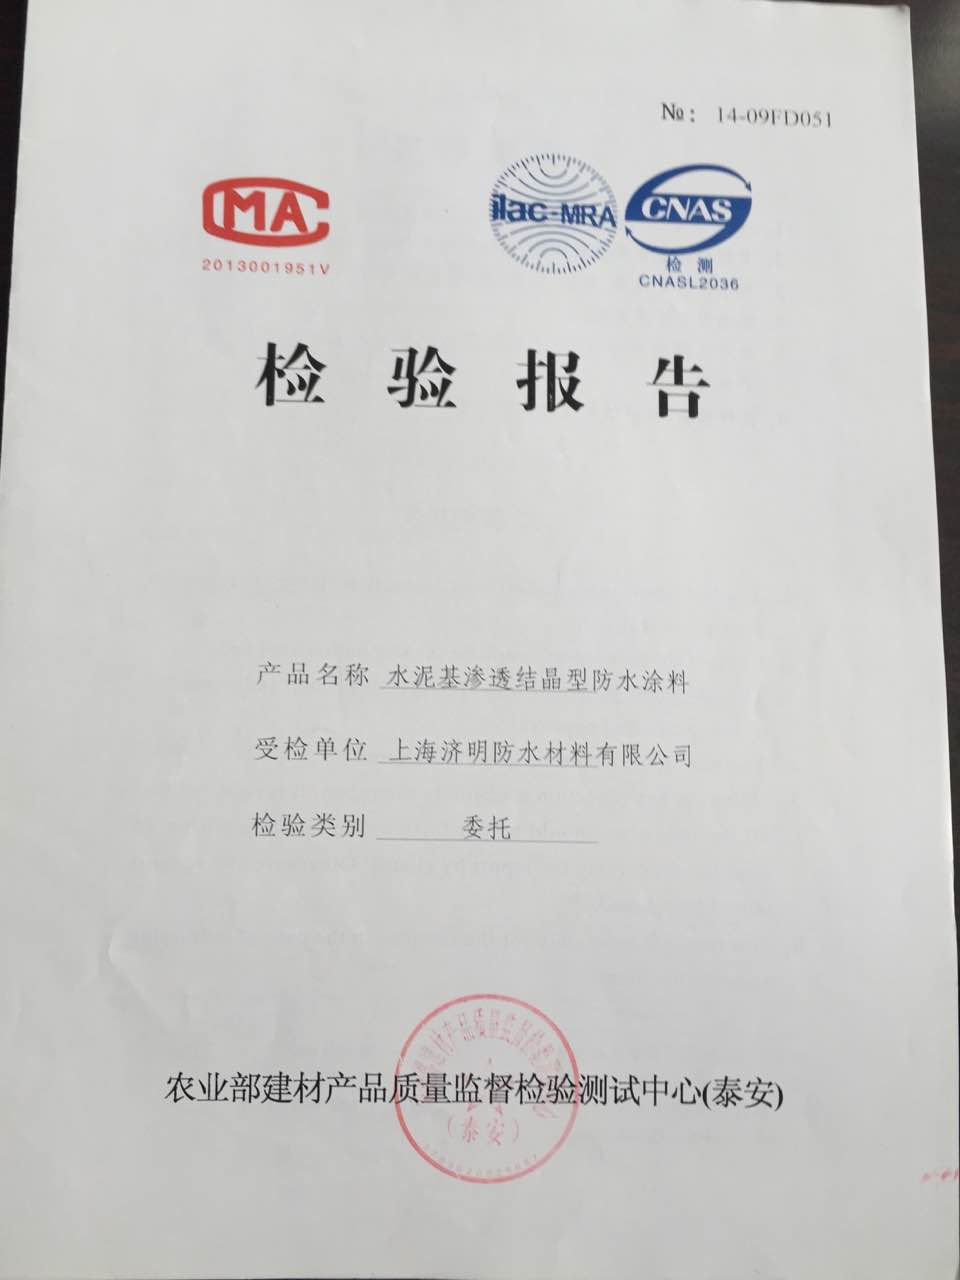 №: 14-09FD051
CMA
2013001951V
ilac-MRA
CNAS
检测
CNASL2036
检验报告
产品名称 水泥基渗透结晶型防水涂料
受检单位 上海济明防水材料有限公司
检验类别 委托
农业部建材产品质量监督检验测试中心(泰安)
(泰安)